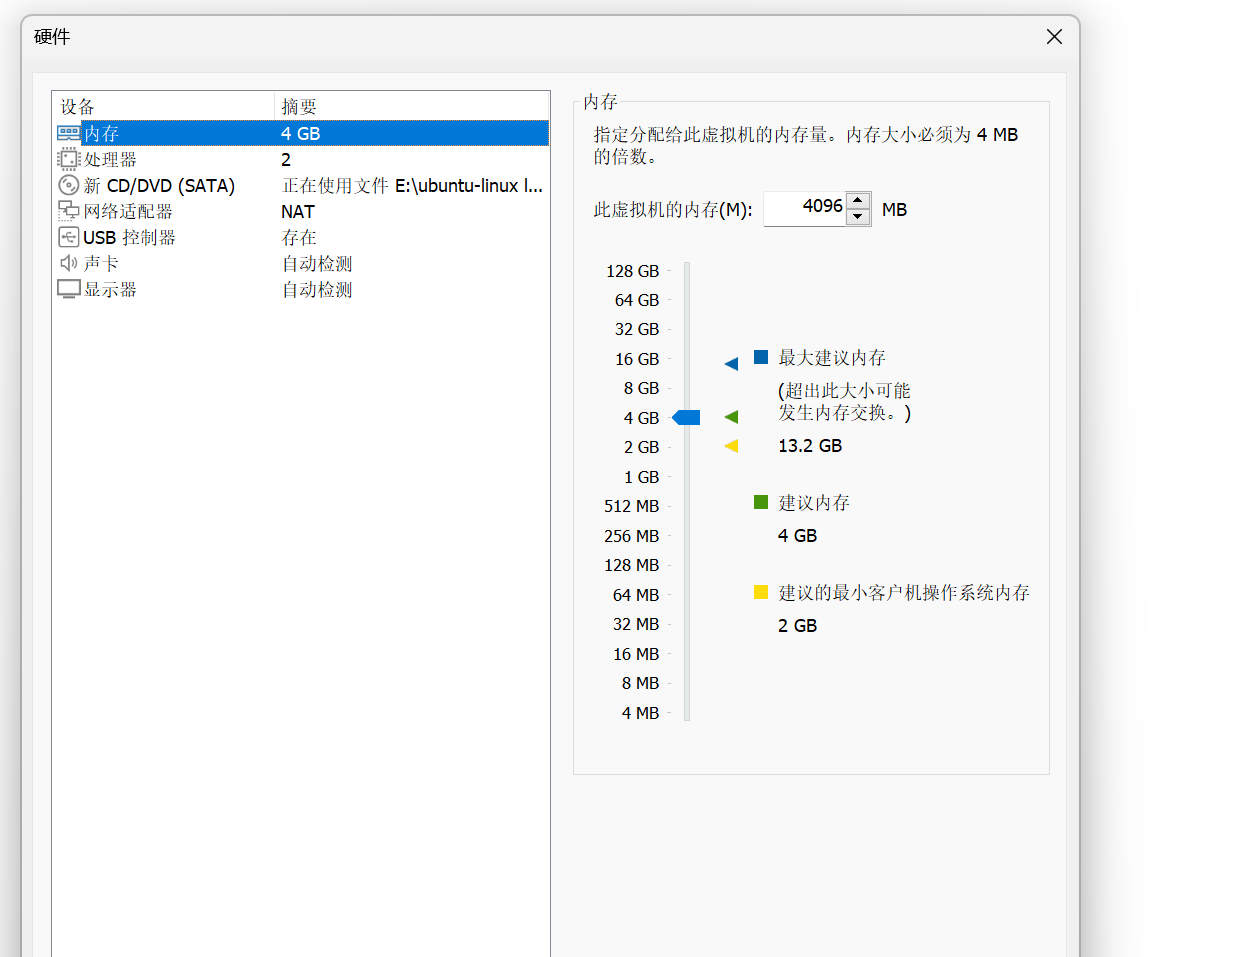 硬件
设备 摘要
内存 4 GB
处理器 2
新 CD/DVD (SATA) 正在使用文件 E:\ubuntu-linux l...
网络适配器 NAT
USB 控制器 存在
声卡 自动检测
显示器 自动检测
内存
指定分配给此虚拟机的内存量。内存大小必须为 4 MB
的倍数。
此虚拟机的内存(M): 4096 MB
128 GB
64 GB
32 GB
16 GB
8 GB
4 GB
2 GB
1 GB
512 MB
256 MB
128 MB
64 MB
32 MB
16 MB
8 MB
4 MB
最大建议内存
(超出此大小可能
发生内存交换。)
13.2 GB
建议内存
4 GB
建议的最小客户机操作系统内存
2 GB